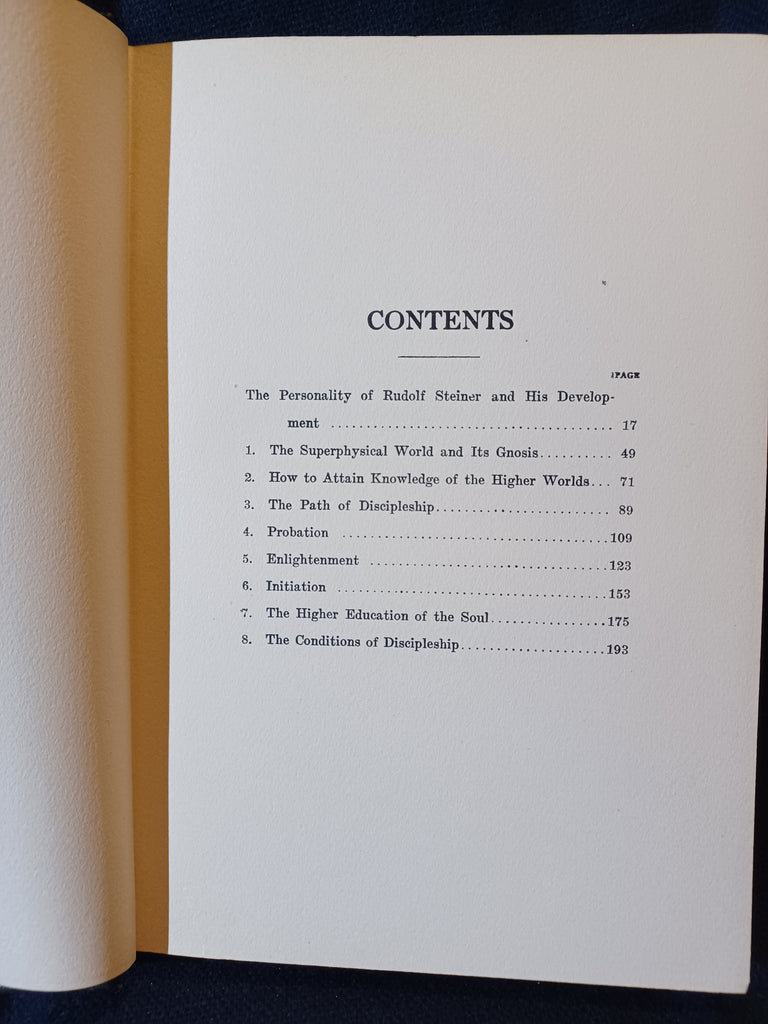 CONTENTS
PAGE
The Personality of Rudolf Steiner and His Develop-
ment ........................................ 17
1. The Superphysical World and Its Gnosis.......... 49
2. How to Attain Knowledge of the Higher Worlds... 71
3. The Path of Discipleship........................ 89
4. Probation .....................................109
5. Enlightenment .................................123
6. Initiation ......................................153
7. The Higher Education of the Soul................175
8. The Conditions of Discipleship....................193